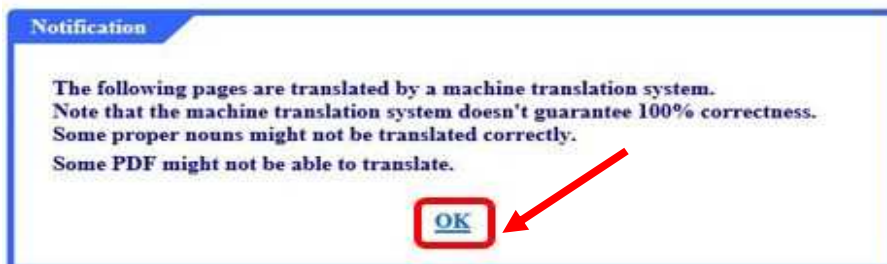 Notification
The following pages are translated by a machine translation system.
Note that the machine translation system doesn't guarantee 100% correctness.
Some proper nouns might not be translated correctly.
Some PDF might not be able to translate.
OK